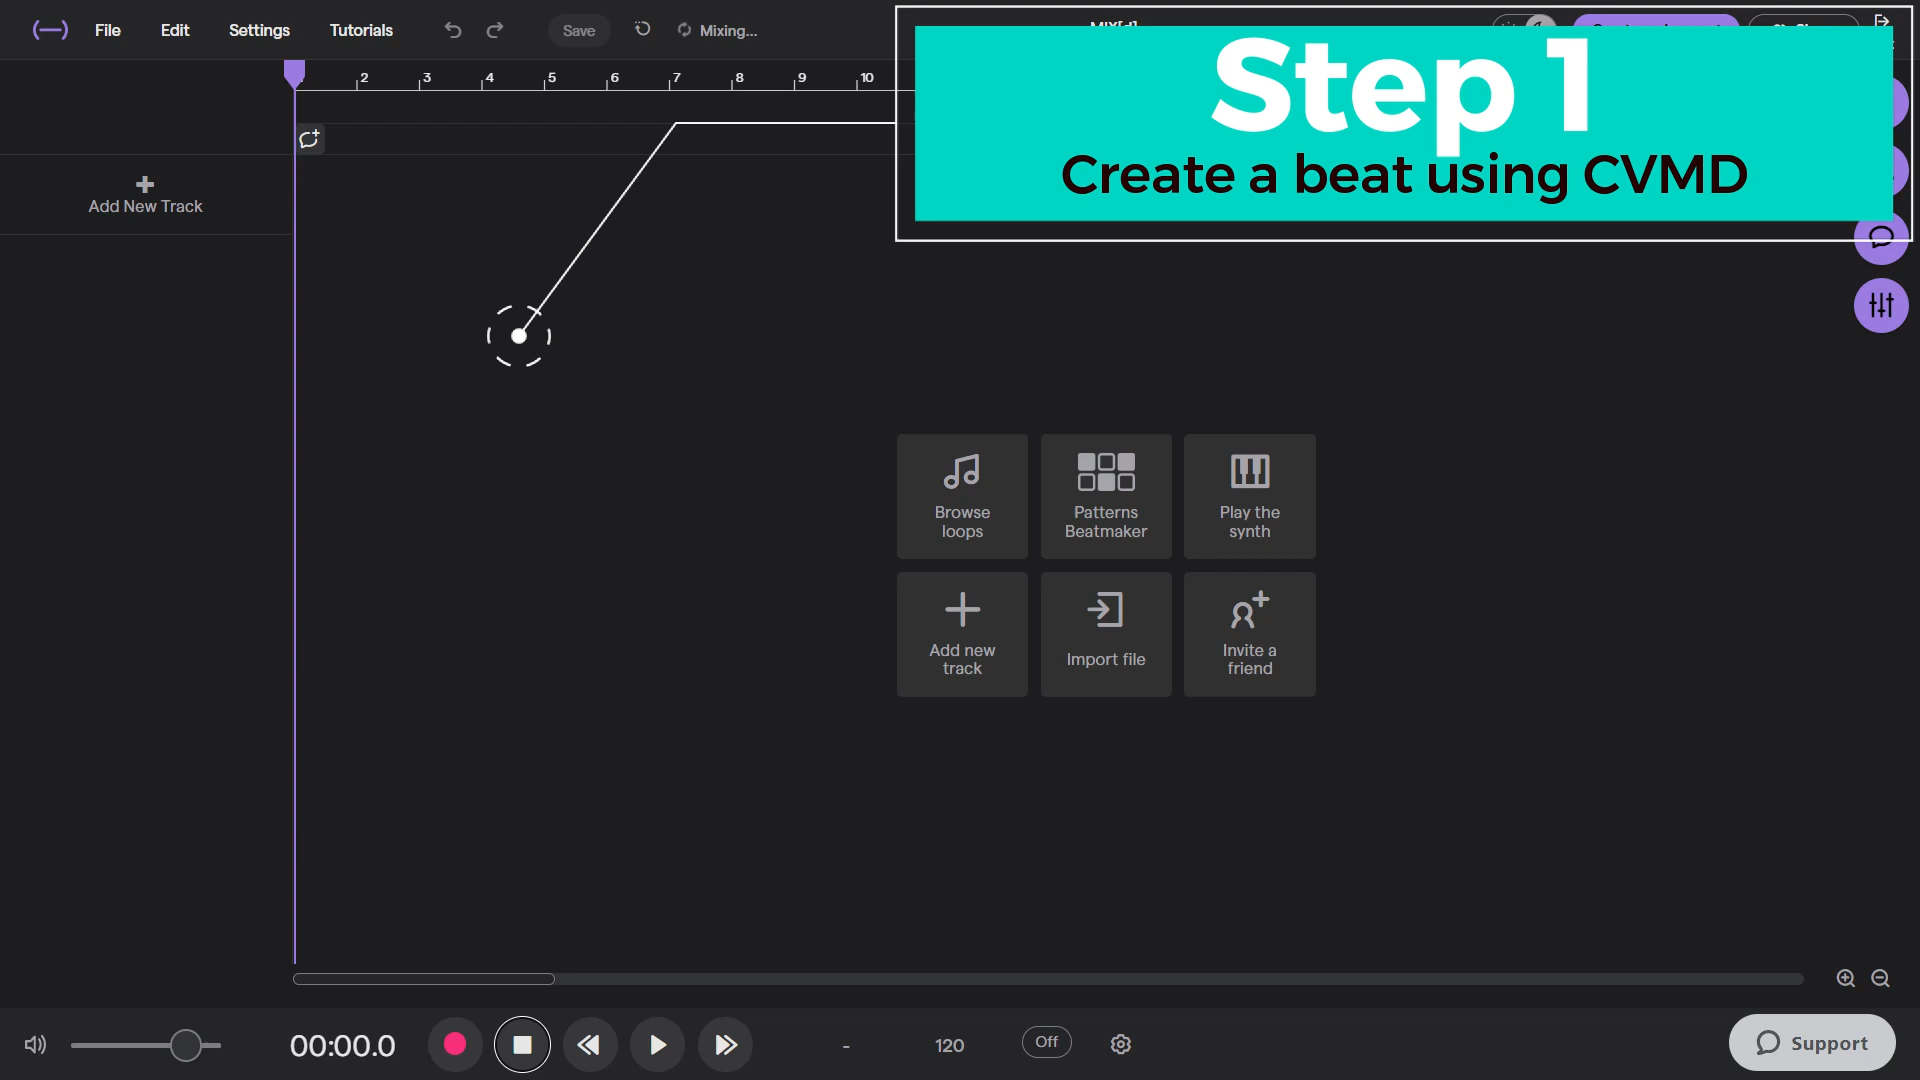 File Edit Settings Tutorials Save Mixing...
Step 1
Create a beat using CVMD
2 3 4 5 6 7 8 9 10
Add New Track
Browse
loops
Patterns
Beatmaker
Play the
synth
Add new
track
Import file
Invite a
friend
00:00.0 - 120 Off
Support